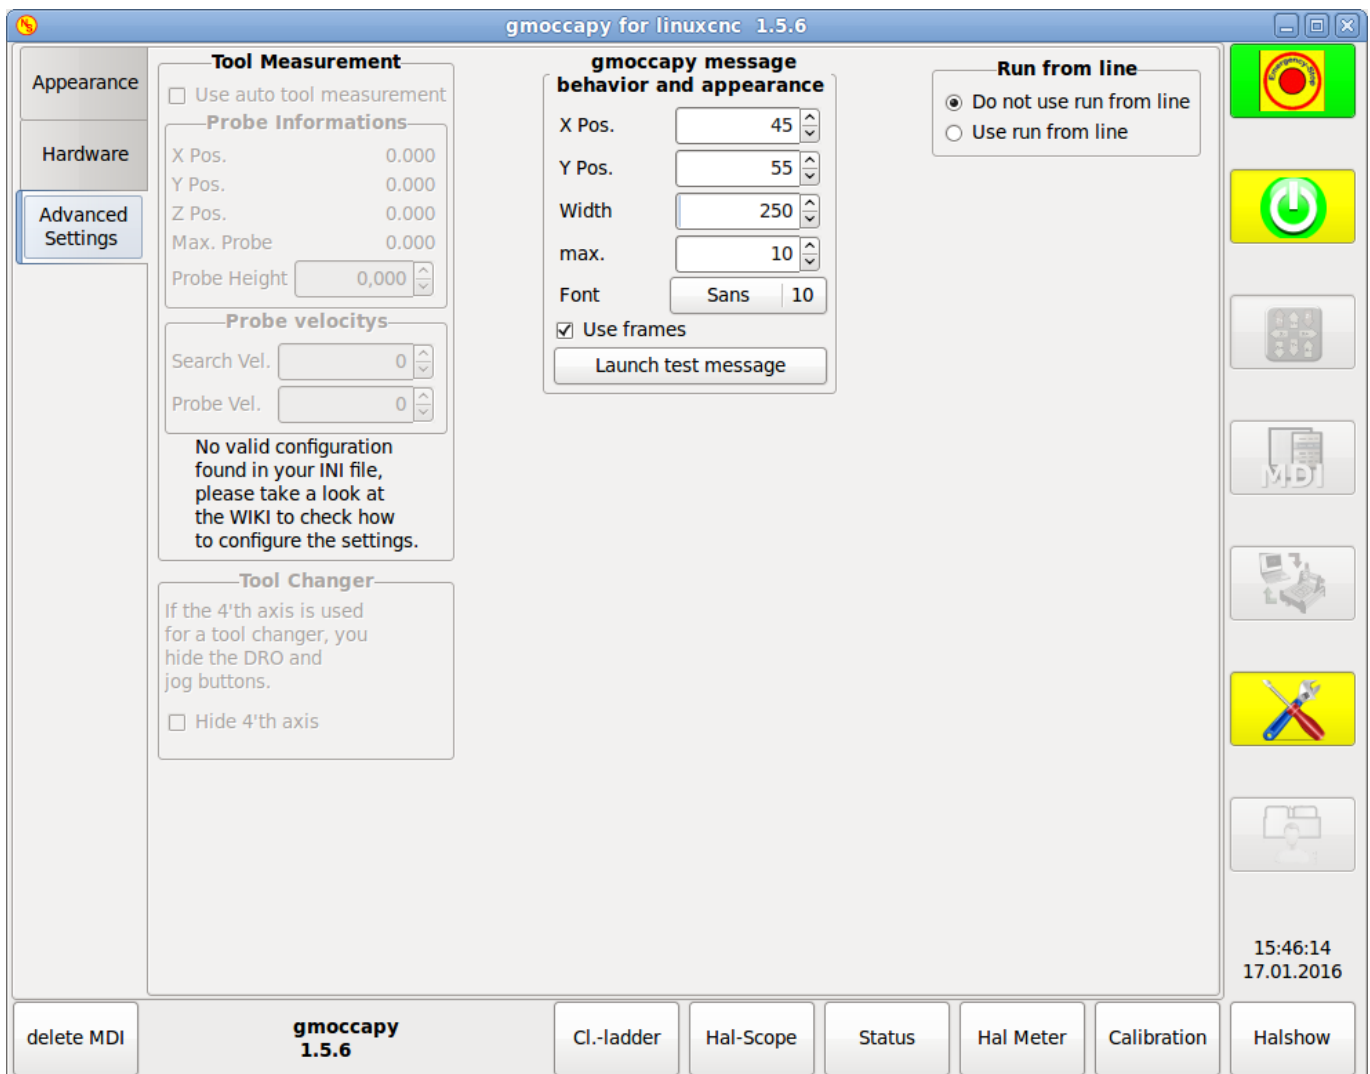 gmoccapy for linuxcnc  1.5.6
Appearance
Hardware
Advanced
Settings
Tool Measurement
Use auto tool measurement
Probe Informations
X Pos. 0.000
Y Pos. 0.000
Z Pos. 0.000
Max. Probe 0.000
Probe Height 0,000
Probe velocitys
Search Vel. 0
Probe Vel. 0
No valid configuration
found in your INI file,
please take a look at
the WIKI to check how
to configure the settings.
Tool Changer
If the 4'th axis is used
for a tool changer, you
hide the DRO and
jog buttons.
Hide 4'th axis
gmoccapy message
behavior and appearance
X Pos. 45
Y Pos. 55
Width 250
max. 10
Font Sans 10
Use frames
Launch test message
Run from line
Do not use run from line
Use run from line
Emergency-Stop
MDI
15:46:14
17.01.2016
delete MDI
gmoccapy
1.5.6
Cl.-ladder
Hal-Scope
Status
Hal Meter
Calibration
Halshow